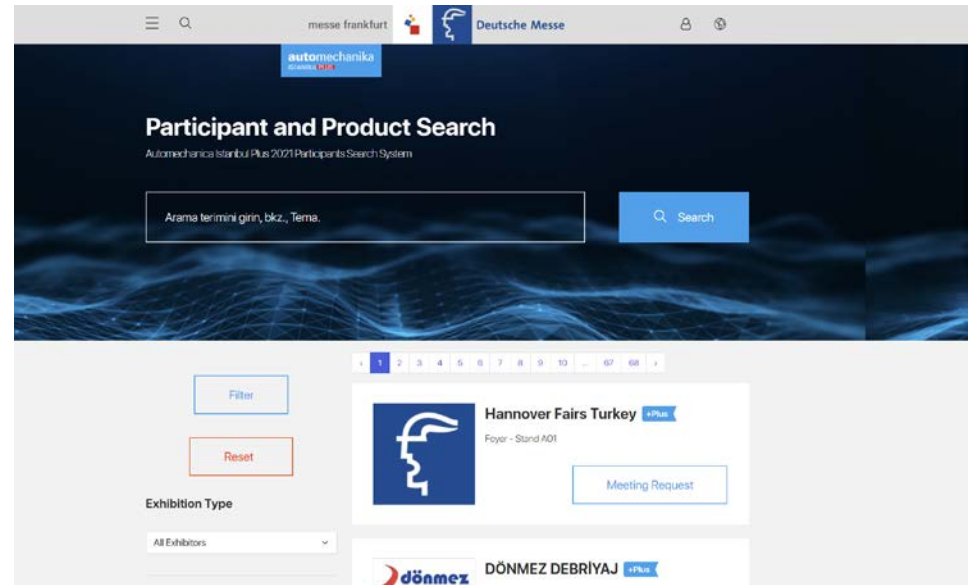 messe frankfurt
Deutsche Messe
automechanika
ISTANBUL PLUS
Participant and Product Search
Automechanica Istanbul Plus 2021 Participants Search System
Arama terimini girin, bkz., Tema.
Search
‹ 1 2 3 4 5 6 7 8 9 10 ... 67 68 ›
Filter
Hannover Fairs Turkey +Plus
Foyer - Stand A01
Reset
Meeting Request
Exhibition Type
All Exhibitors
dönmez
DÖNMEZ DEBRİYAJ +Plus